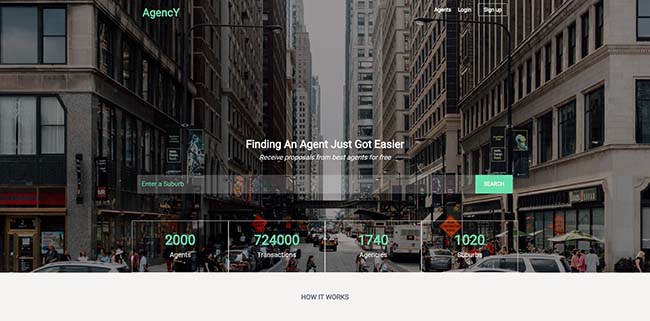 AgencY
Agents Login Sign up
Finding An Agent Just Got Easier
Receive proposals from best agents for free
Enter a Suburb SEARCH
2000 724000 1740 1020
Agents Transactions Agencies Suburbs
HOW IT WORKS